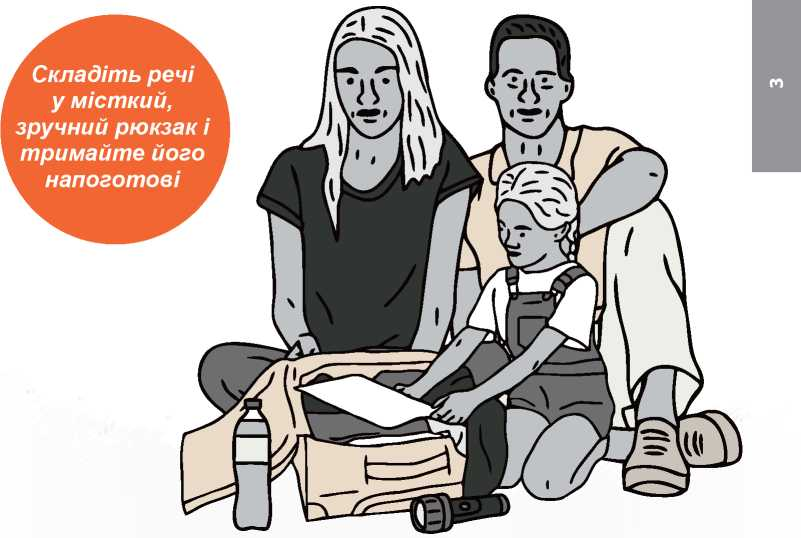 Складіть речі
у місткий,
зручний рюкзак і
тримайте його
напоготові
3